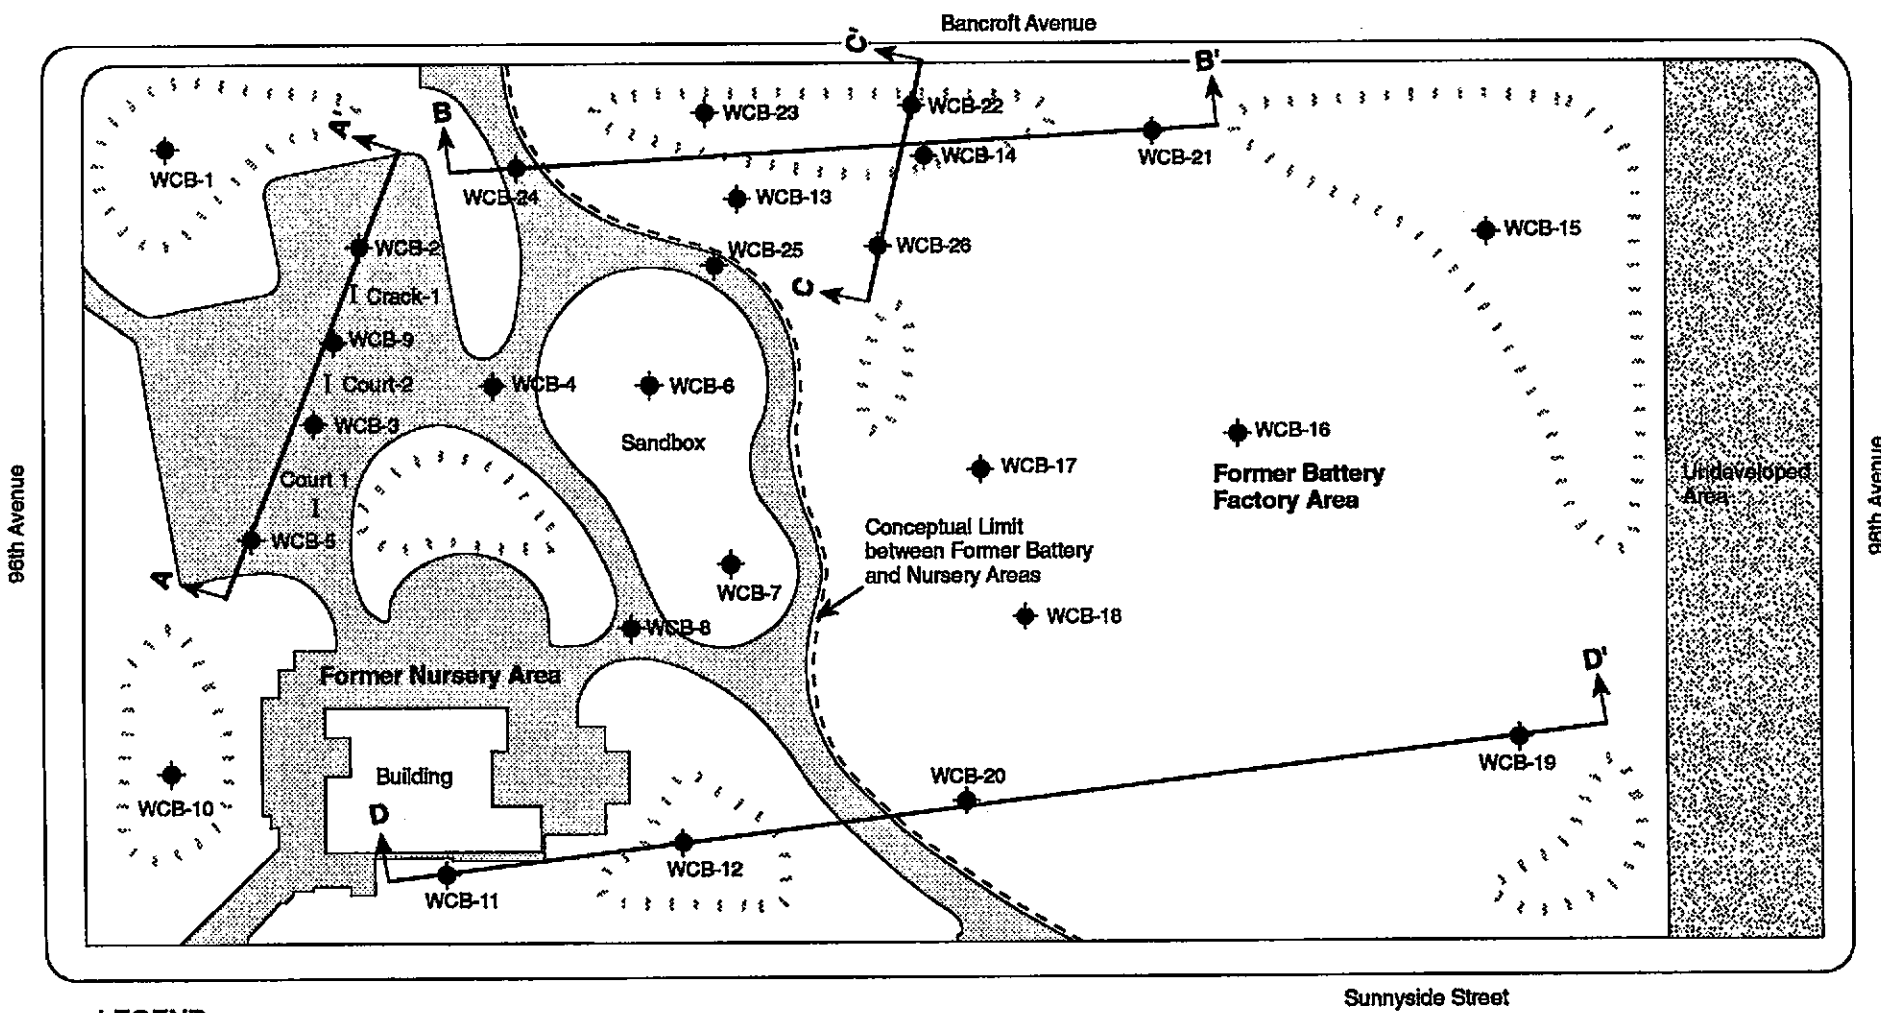 Bancroft Avenue
C'
B'
B
A'
WCB-23
WCB-22
WCB-1
WCB-14
WCB-21
WCB-24
WCB-13
WCB-15
WCB-2
WCB-25
WCB-26
Crack-1
C
WCB-9
Court-2
WCB-4
WCB-6
WCB-3
Sandbox
WCB-16
WCB-17
Former Battery
Factory Area
Undeveloped
Area
96th Avenue
98th Avenue
Court 1
WCB-5
Conceptual Limit
between Former Battery
and Nursery Areas
A
WCB-7
WCB-8
WCB-18
Former Nursery Area
D'
Building
WCB-10
WCB-20
WCB-19
D
WCB-12
WCB-11
Sunnyside Street
LEGEND